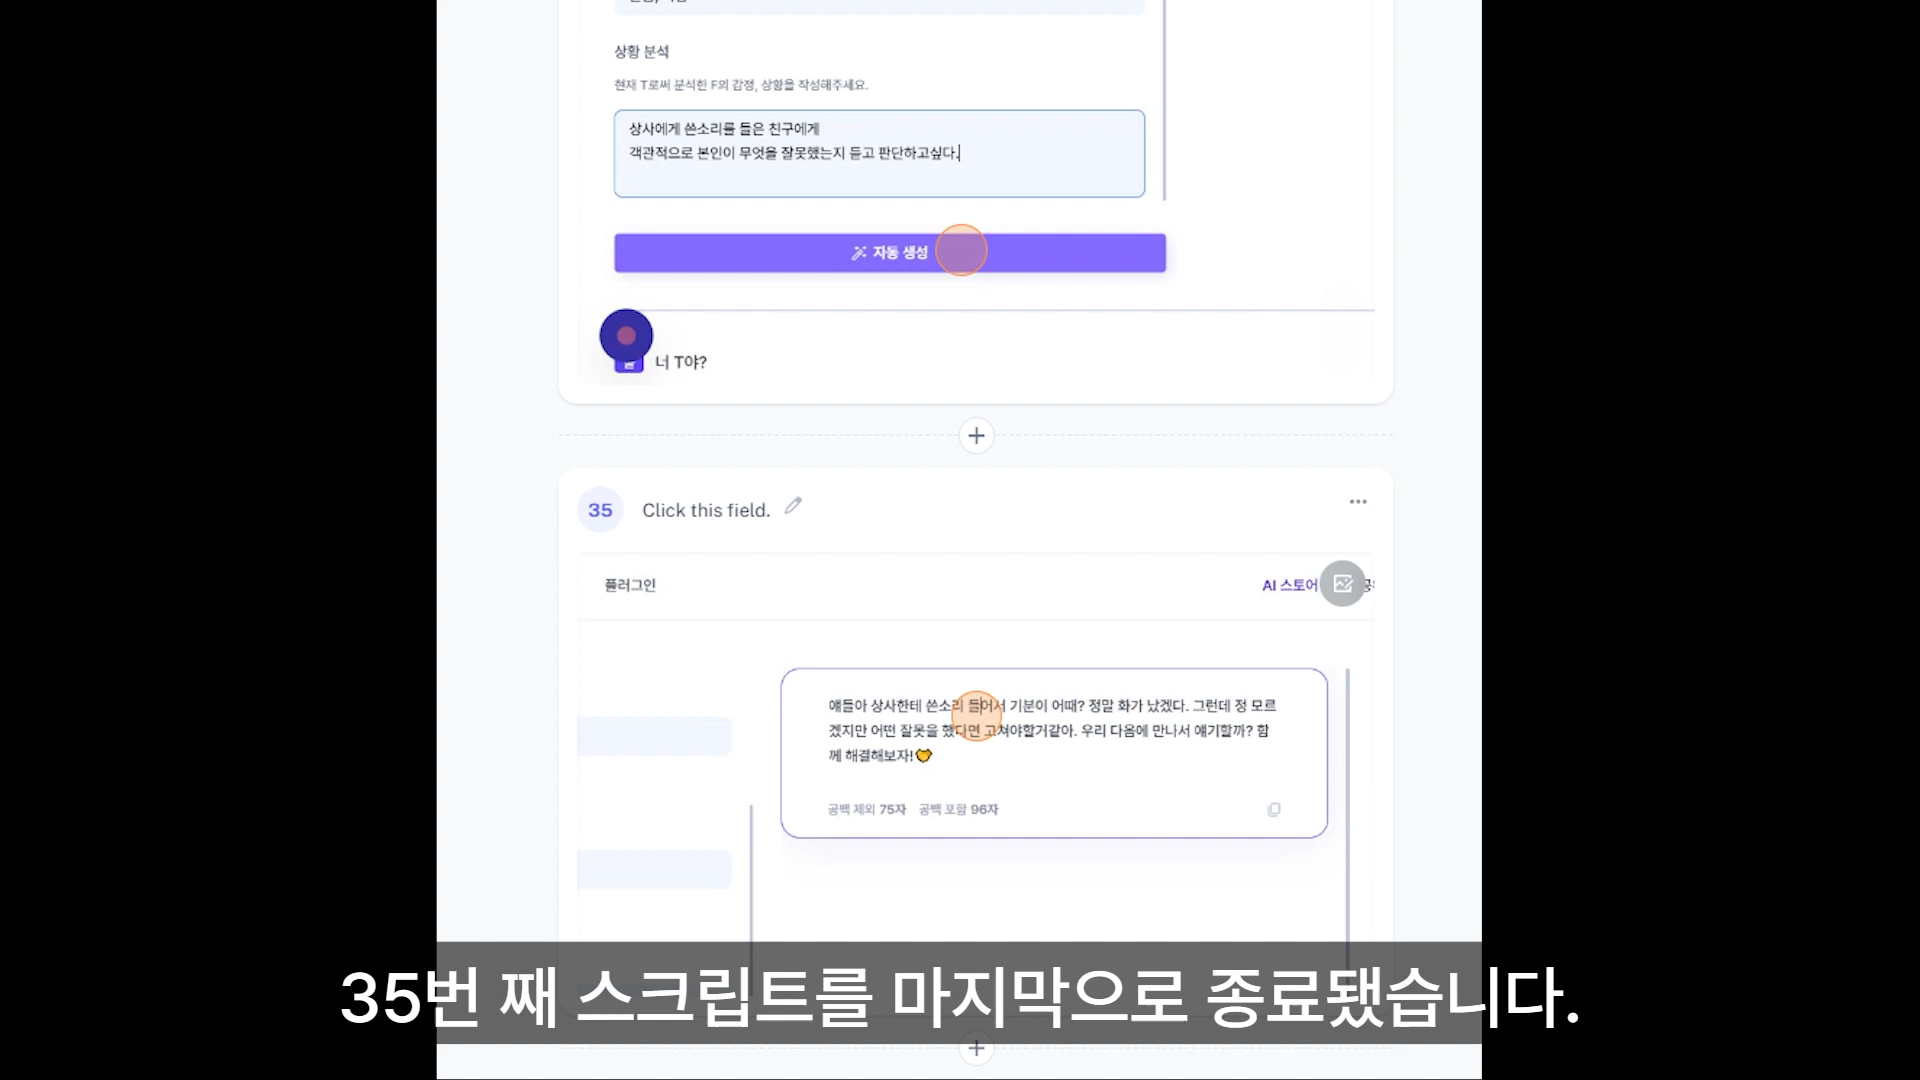 상황 분석
현재 T로써 분석한 F의 감정, 상황을 작성해주세요.
상사에게 쓴소리를 들은 친구에게
객관적으로 본인이 무엇을 잘못했는지 듣고 판단하고싶다.
자동 생성
너 T야?
35 Click this field.
플러그인
AI 스토어
얘들아 상사한테 쓴소리 들어서 기분이 어때? 정말 화가 났겠다. 그런데 정 모르
겠지만 어떤 잘못을 했다면 고쳐야할거같아. 우리 다음에 만나서 얘기할까? 함
께 해결해보자!
공백 제외 75자 공백 포함 96자
35번 째 스크립트를 마지막으로 종료됐습니다.